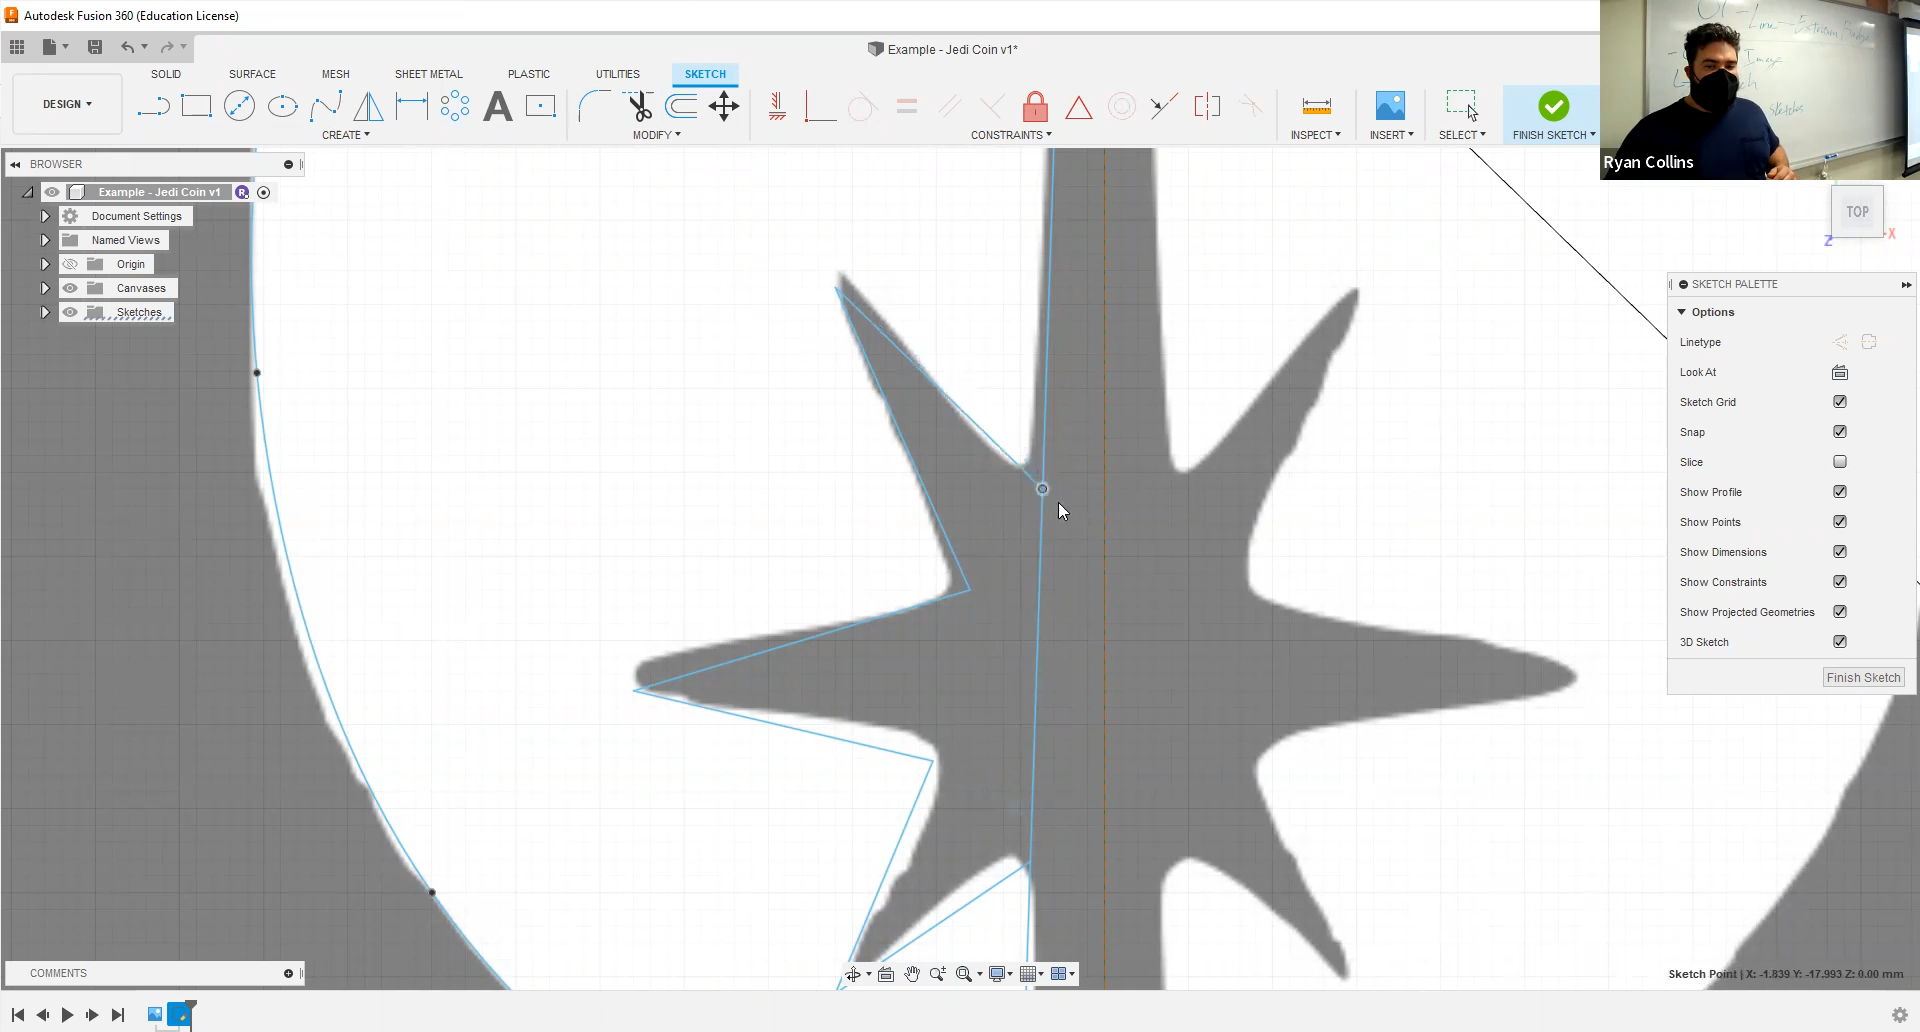 Autodesk Fusion 360 (Education License)
Example - Jedi Coin v1*
SOLID SURFACE MESH SHEET METAL PLASTIC UTILITIES SKETCH
DESIGN
CREATE MODIFY CONSTRAINTS INSPECT INSERT SELECT FINISH SKETCH
Line
Image
Sketches
Ryan Collins
BROWSER
Example - Jedi Coin v1
R
Document Settings
Named Views
Origin
Canvases
Sketches
TOP
Z
-X
SKETCH PALETTE
Options
Linetype
Look At
Sketch Grid
Snap
Slice
Show Profile
Show Points
Show Dimensions
Show Constraints
Show Projected Geometries
3D Sketch
Finish Sketch
COMMENTS
Sketch Point | X: -1.839 Y: -17.993 Z: 0.00 mm